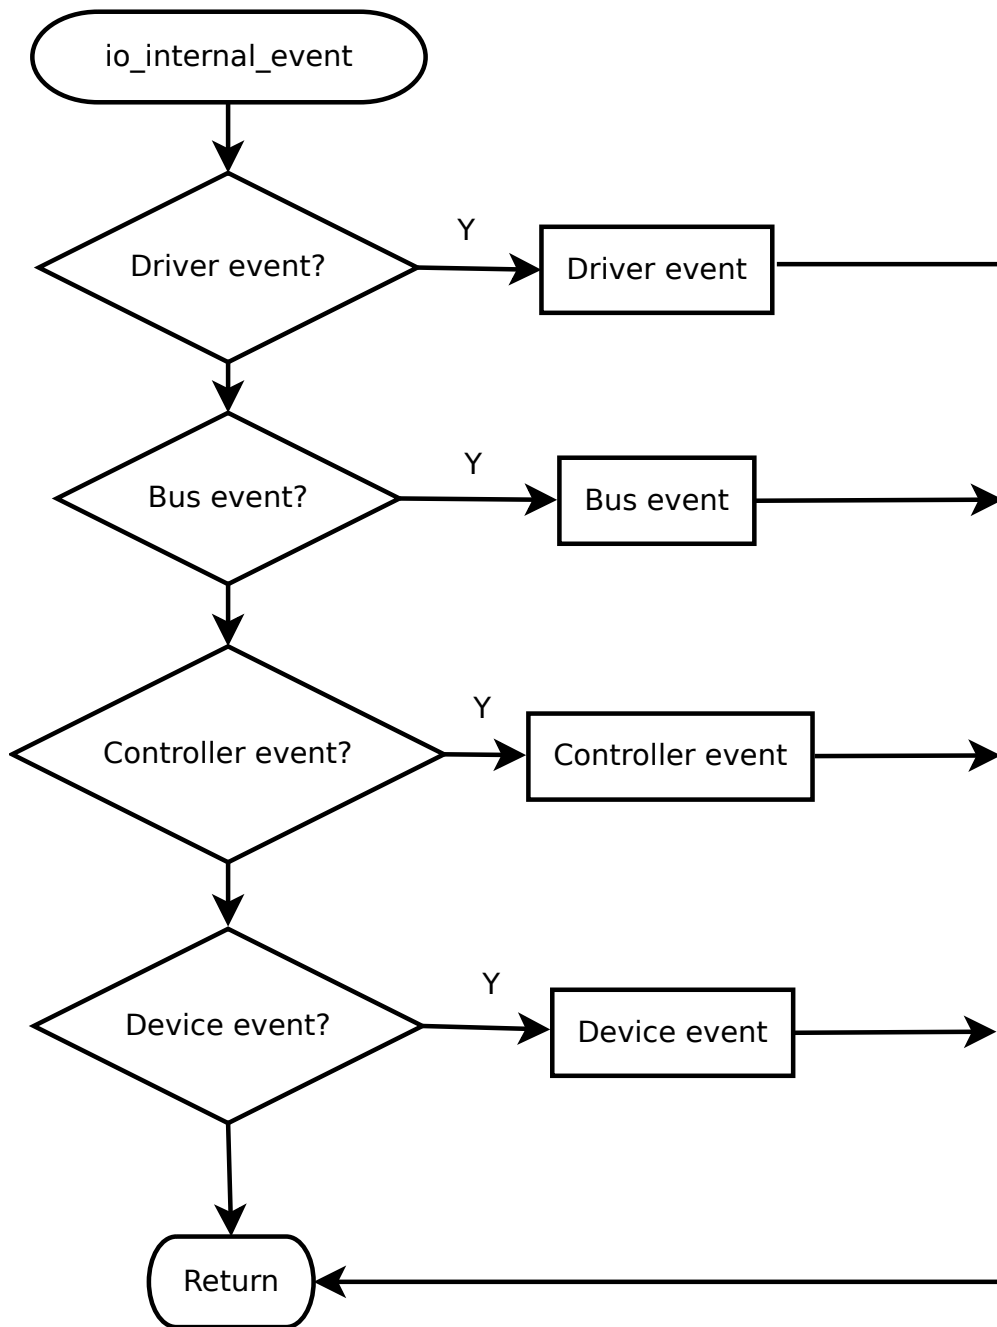 io_internal_event
Y
Driver event?
Driver event
Y
Bus event?
Bus event
Y
Controller event?
Controller event
Y
Device event?
Device event
Return